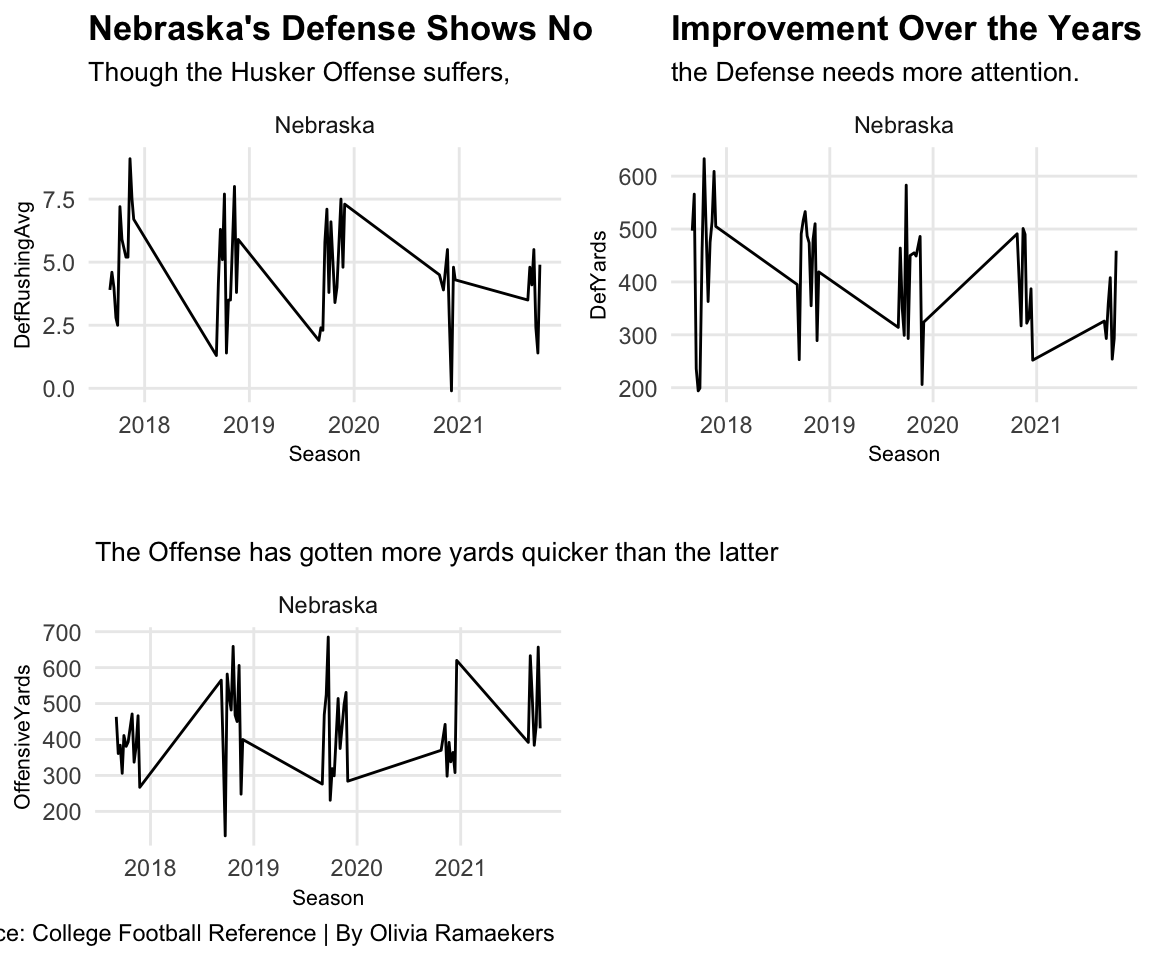 Nebraska's Defense Shows No
Improvement Over the Years
Though the Husker Offense suffers,
the Defense needs more attention.
Nebraska
DefRushingAvg
7.5
5.0
2.5
0.0
2018 2019 2020 2021
Season
Nebraska
DefYards
600
500
400
300
200
2018 2019 2020 2021
Season
The Offense has gotten more yards quicker than the latter
Nebraska
OffensiveYards
700
600
500
400
300
200
2018 2019 2020 2021
Season
ce: College Football Reference | By Olivia Ramaekers